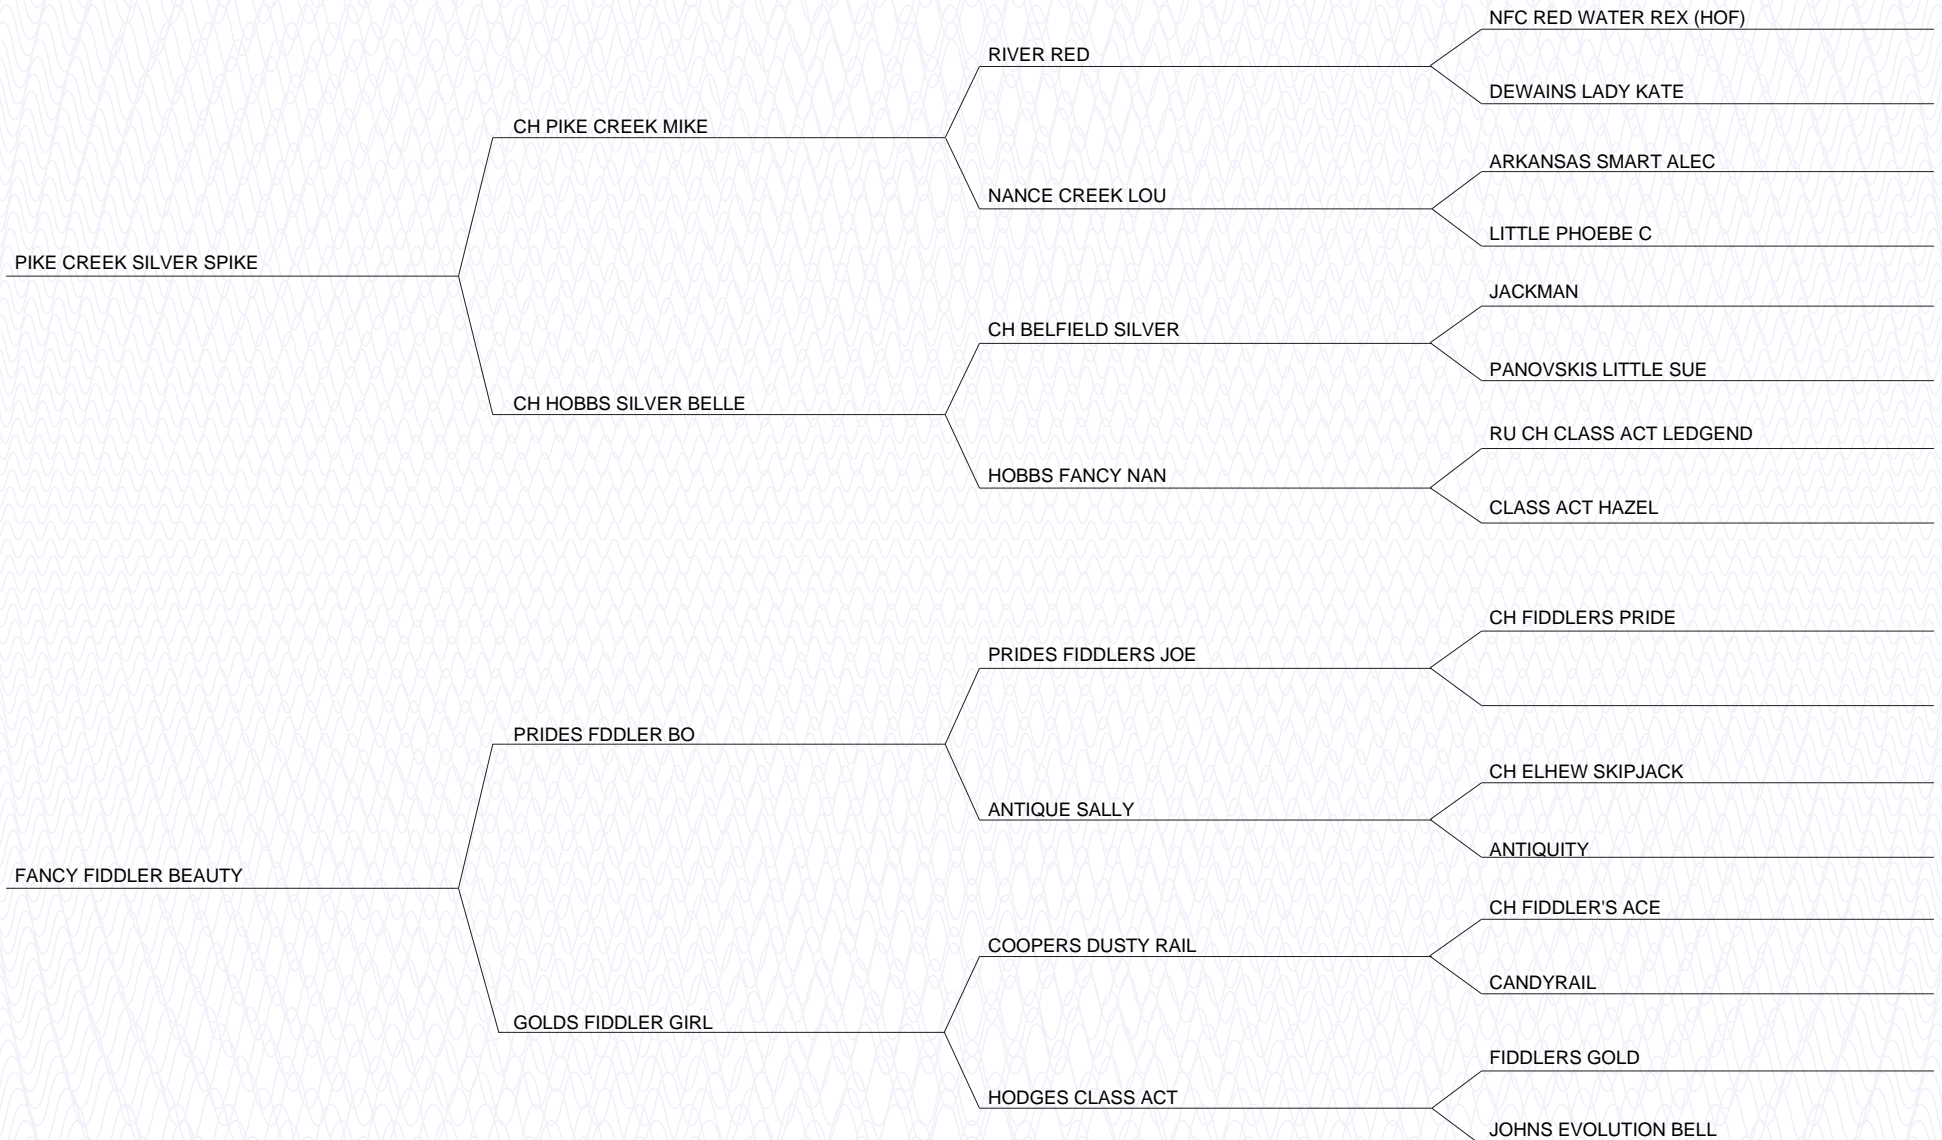 NFC RED WATER REX (HOF)
RIVER RED
DEWAINS LADY KATE
CH PIKE CREEK MIKE
ARKANSAS SMART ALEC
NANCE CREEK LOU
LITTLE PHOEBE C
PIKE CREEK SILVER SPIKE
JACKMAN
CH BELFIELD SILVER
PANOVSKIS LITTLE SUE
CH HOBBS SILVER BELLE
RU CH CLASS ACT LEDGEND
HOBBS FANCY NAN
CLASS ACT HAZEL
CH FIDDLERS PRIDE
PRIDES FIDDLERS JOE
PRIDES FDDLER BO
CH ELHEW SKIPJACK
ANTIQUE SALLY
ANTIQUITY
FANCY FIDDLER BEAUTY
CH FIDDLER'S ACE
COOPERS DUSTY RAIL
CANDYRAIL
GOLDS FIDDLER GIRL
FIDDLERS GOLD
HODGES CLASS ACT
JOHNS EVOLUTION BELL